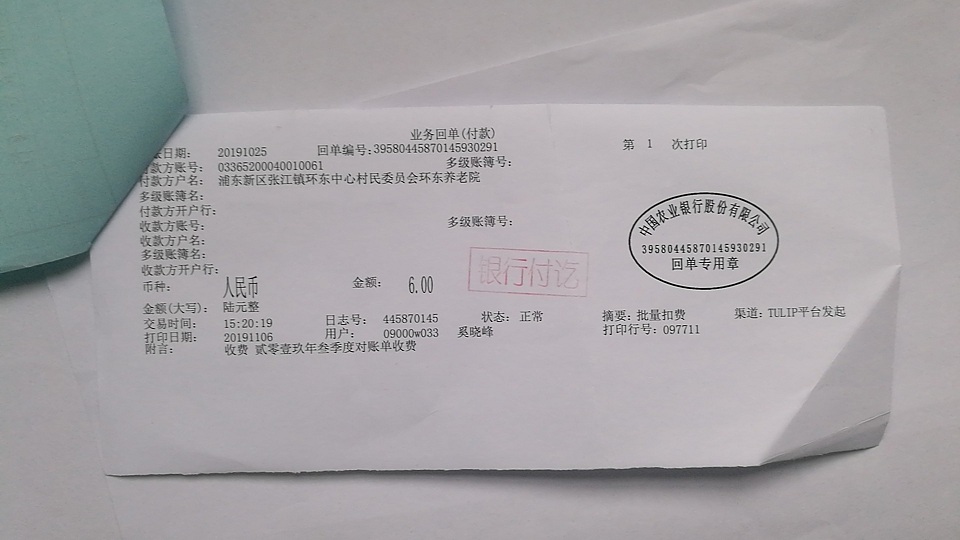 业务回单(付款)
第 1 次打印
日期: 20191025 回单编号:39580445870145930291
付款方账号: 03365200040010061 多级账簿号:
付款方户名: 浦东新区张江镇环东中心村民委员会环东养老院
多级账簿名:
付款方开户行:
收款方账号: 多级账簿号:
收款方户名:
多级账簿名:
收款方开户行:
中国农业银行股份有限公司
39580445870145930291
回单专用章
银行付讫
币种: 人民币 金额: 6.00
金额(大写): 陆元整
交易时间: 15:20:19 日志号: 445870145 状态: 正常 摘要:批量扣费 渠道:TULIP平台发起
打印日期: 20191106 用户: 09000w033 奚晓峰 打印行号:097711
附言: 收费 贰零壹玖年叁季度对账单收费